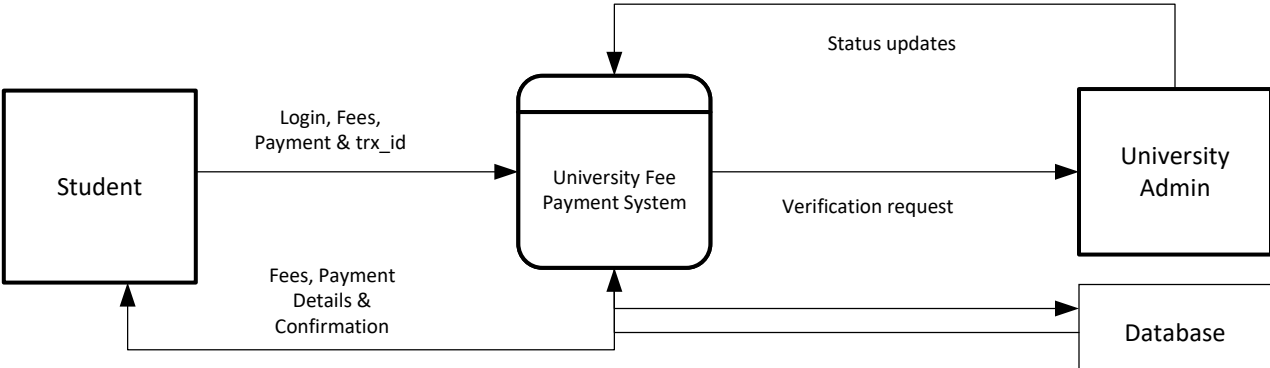 Status updates
Login, Fees,
Payment & trx_id
Student
University Fee
Payment System
University
Admin
Verification request
Fees, Payment
Details &
Confirmation
Database